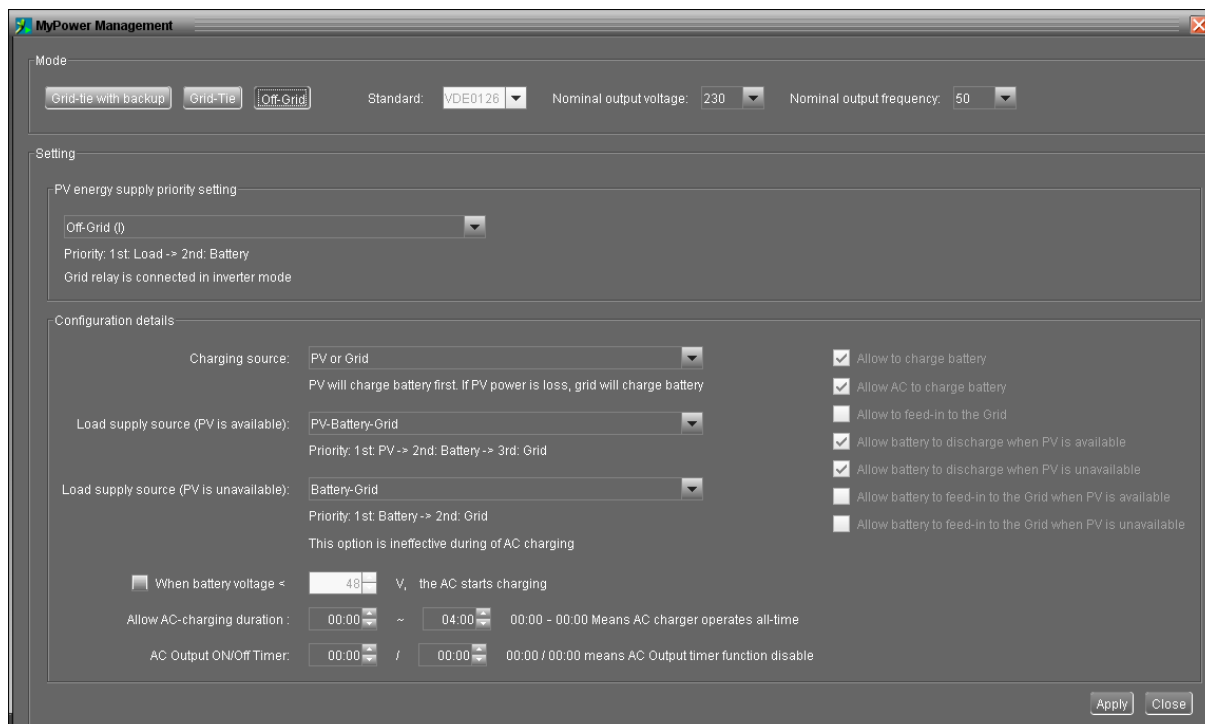 MyPower Management
Mode
Grid-tie with backup Grid-Tie Off-Grid Standard: VDE0126 Nominal output voltage: 230 Nominal output frequency: 50
Setting
PV energy supply priority setting
Off-Grid (I)
Priority: 1st: Load -> 2nd: Battery
Grid relay is connected in inverter mode
Configuration details
Charging source: PV or Grid Allow to charge battery
PV will charge battery first. If PV power is loss, grid will charge battery Allow AC to charge battery
Allow to feed-in to the Grid
Load supply source (PV is available): PV-Battery-Grid
Allow battery to discharge when PV is available
Priority: 1st: PV -> 2nd: Battery -> 3rd: Grid
Allow battery to discharge when PV is unavailable
Load supply source (PV is unavailable): Battery-Grid
Allow battery to feed-in to the Grid when PV is available
Priority: 1st: Battery -> 2nd: Grid
Allow battery to feed-in to the Grid when PV is unavailable
This option is ineffective during of AC charging
When battery voltage < 48 V, the AC starts charging
Allow AC-charging duration : 00:00 ~ 04:00 00:00 - 00:00 Means AC charger operates all-time
AC Output ON/Off Timer: 00:00 / 00:00 00:00 / 00:00 means AC Output timer function disable
Apply Close